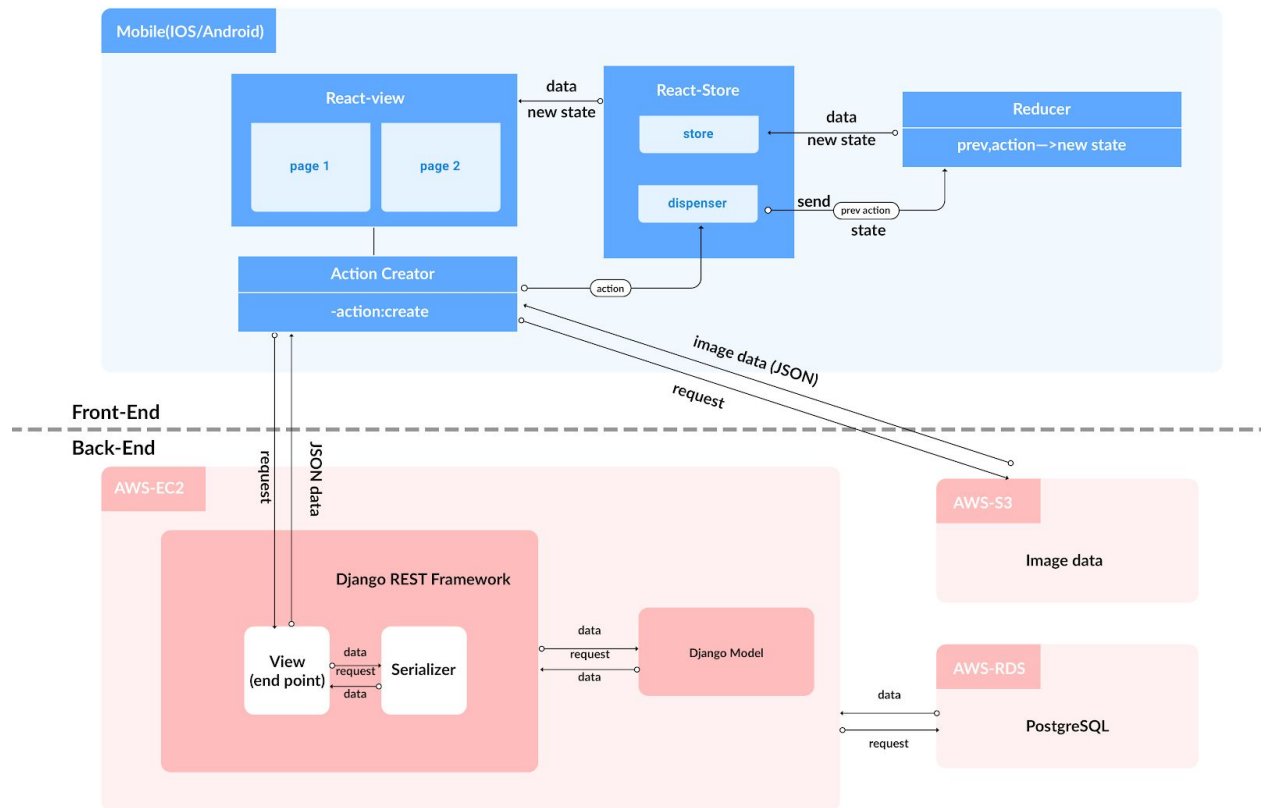 Mobile(IOS/Android)
React-view
page 1
page 2
data
new state
React-Store
store
dispenser
data
new state
Reducer
prev,action—>new state
send
prev action
state
Action Creator
-action:create
action
image data (JSON)
request
Front-End
Back-End
request
JSON data
AWS-EC2
Django REST Framework
View
(end point)
data
request
data
Serializer
data
request
data
Django Model
AWS-S3
Image data
AWS-RDS
PostgreSQL
data
request